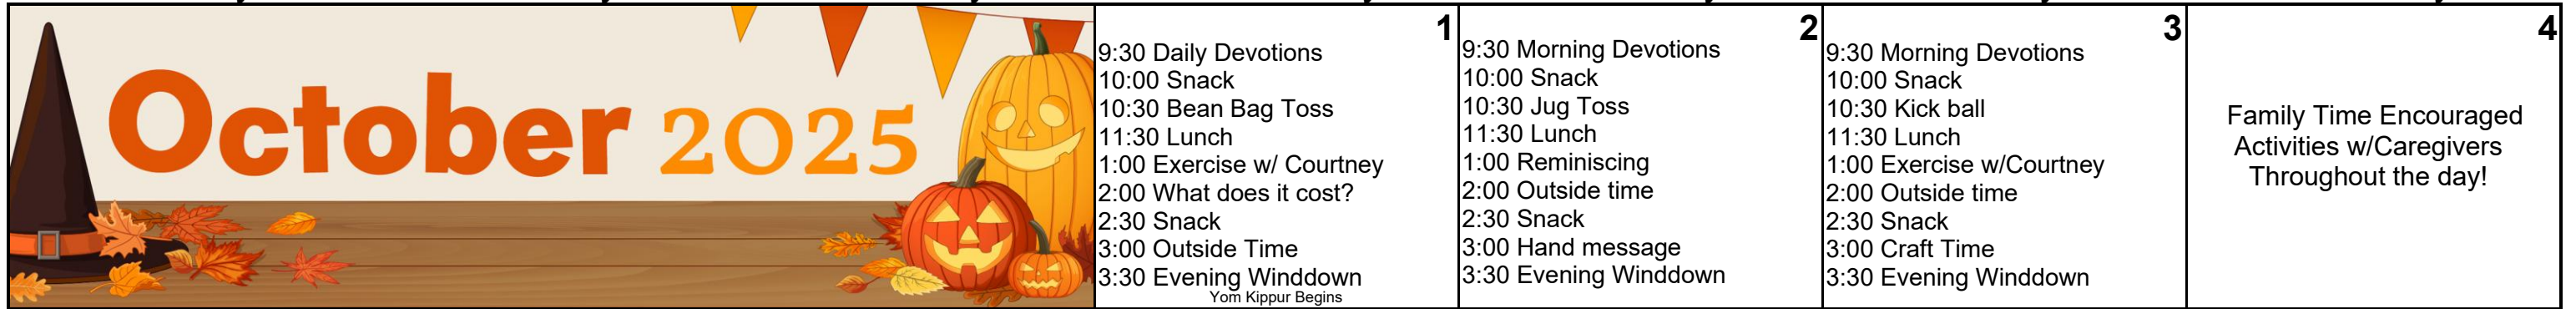 October 2025
1
9:30 Daily Devotions
10:00 Snack
10:30 Bean Bag Toss
11:30 Lunch
1:00 Exercise w/ Courtney
2:00 What does it cost?
2:30 Snack
3:00 Outside Time
3:30 Evening Winddown
Yom Kippur Begins
2
9:30 Morning Devotions
10:00 Snack
10:30 Jug Toss
11:30 Lunch
1:00 Reminiscing
2:00 Outside time
2:30 Snack
3:00 Hand message
3:30 Evening Winddown
3
9:30 Morning Devotions
10:00 Snack
10:30 Kick ball
11:30 Lunch
1:00 Exercise w/Courtney
2:00 Outside time
2:30 Snack
3:00 Craft Time
3:30 Evening Winddown
4
Family Time Encouraged
Activities w/Caregivers
Throughout the day!